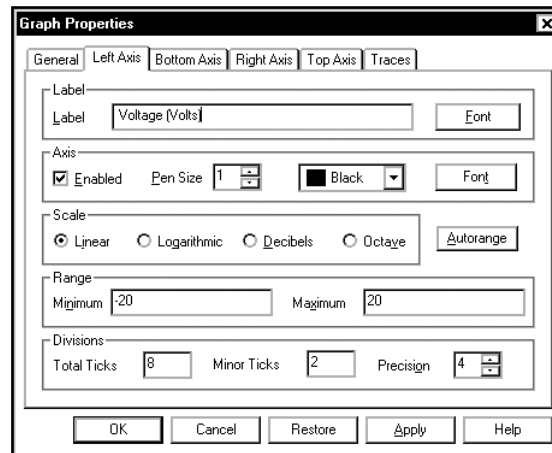 Graph Properties
General Left Axis Bottom Axis Right Axis Top Axis Traces
Label
Label Voltage (Volts) Font
Axis
Enabled Pen Size 1 Black Font
Scale
Linear Logarithmic Decibels Octave Autorange
Range
Minimum -20 Maximum 20
Divisions
Total Ticks 8 Minor Ticks 2 Precision 4
OK Cancel Restore Apply Help